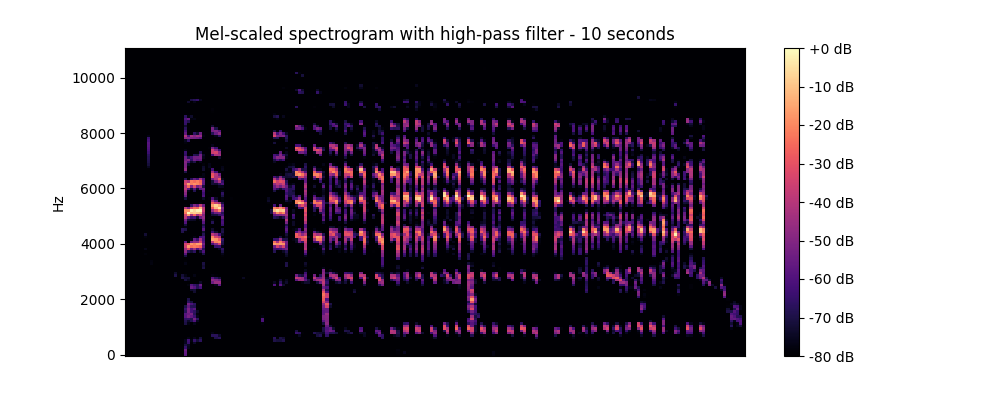 Mel-scaled spectrogram with high-pass filter - 10 seconds
10000
8000
6000
4000
2000
0
Hz
+0 dB
-10 dB
-20 dB
-30 dB
-40 dB
-50 dB
-60 dB
-70 dB
-80 dB